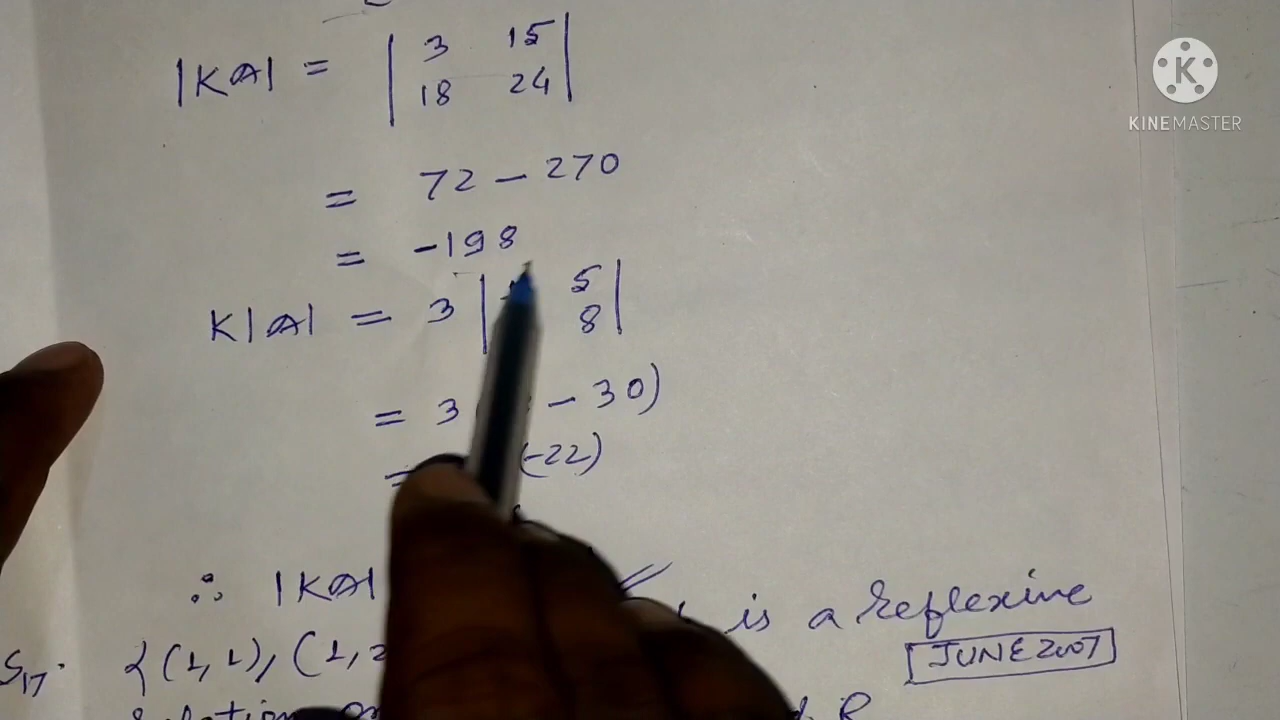 |KA| = | 3 15 |
| 18 24 |
K
KINEMASTER
= 72 - 270
= -198
K|A| = 3 | 5 |
8
= 3 - 30)
= (-22)
∴ |KA|
is a reflexive
S17. {(1,1), (1,2
JUNE 2007
R